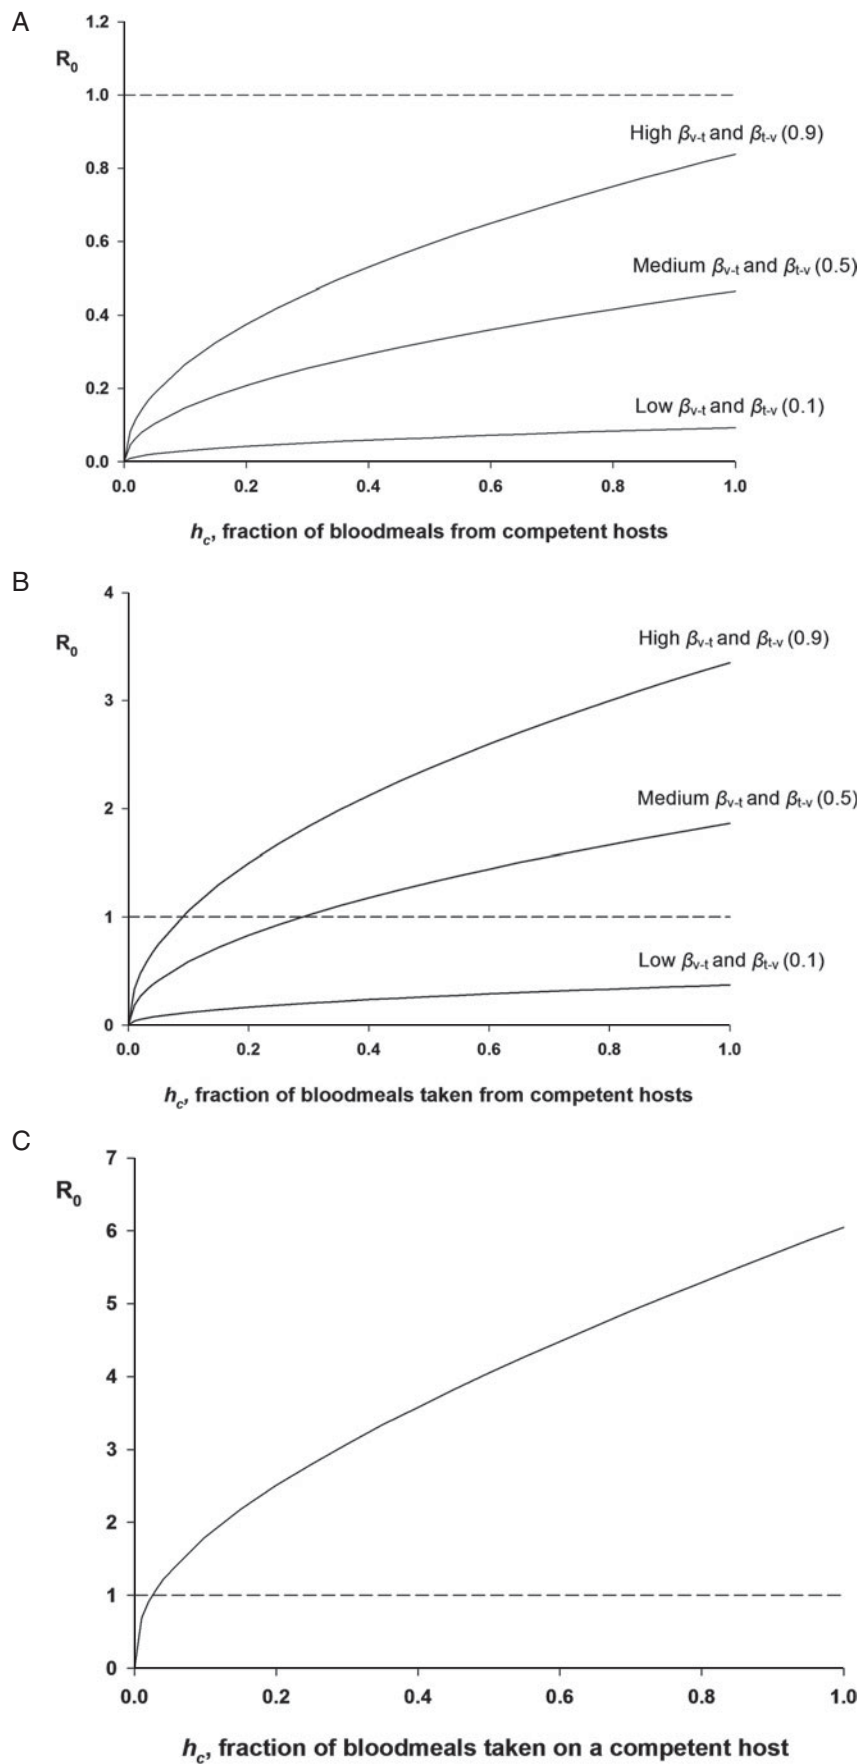 A
R0
1.2
1.0
0.8
0.6
0.4
0.2
0.0
High βv-t and βt-v (0.9)
Medium βv-t and βt-v (0.5)
Low βv-t and βt-v (0.1)
0.0 0.2 0.4 0.6 0.8 1.0
hc, fraction of bloodmeals from competent hosts
B
R0
4
3
2
1
0
High βv-t and βt-v (0.9)
Medium βv-t and βt-v (0.5)
Low βv-t and βt-v (0.1)
0.0 0.2 0.4 0.6 0.8 1.0
hc, fraction of bloodmeals taken from competent hosts
C
R0
7
6
5
4
3
2
1
0
0.0 0.2 0.4 0.6 0.8 1.0
hc, fraction of bloodmeals taken on a competent host